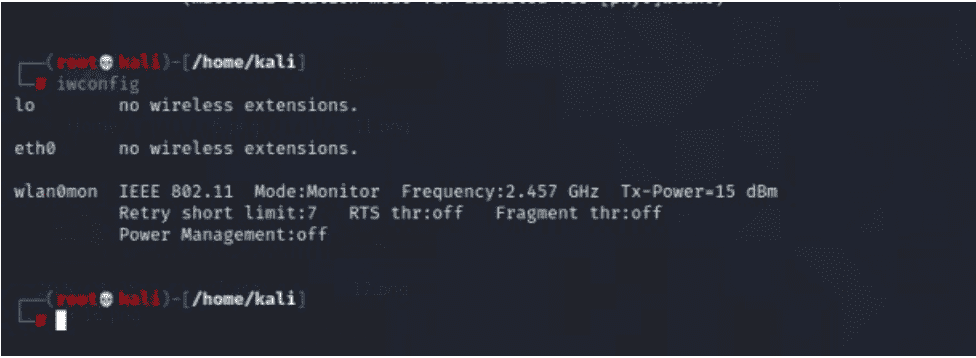 ┌──(root💀kali)-[/home/kali]
└─# iwconfig
lo        no wireless extensions.
eth0      no wireless extensions.
wlan0mon  IEEE 802.11  Mode:Monitor  Frequency:2.457 GHz  Tx-Power=15 dBm
          Retry short limit:7   RTS thr:off   Fragment thr:off
          Power Management:off
┌──(root💀kali)-[/home/kali]
└─#